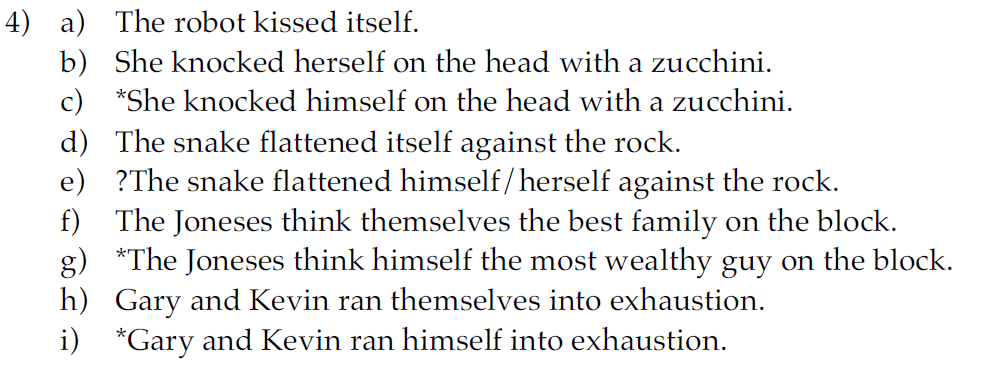 4) a) The robot kissed itself.
b) She knocked herself on the head with a zucchini.
c) *She knocked himself on the head with a zucchini.
d) The snake flattened itself against the rock.
e) ?The snake flattened himself/herself against the rock.
f) The Joneses think themselves the best family on the block.
g) *The Joneses think himself the most wealthy guy on the block.
h) Gary and Kevin ran themselves into exhaustion.
i) *Gary and Kevin ran himself into exhaustion.